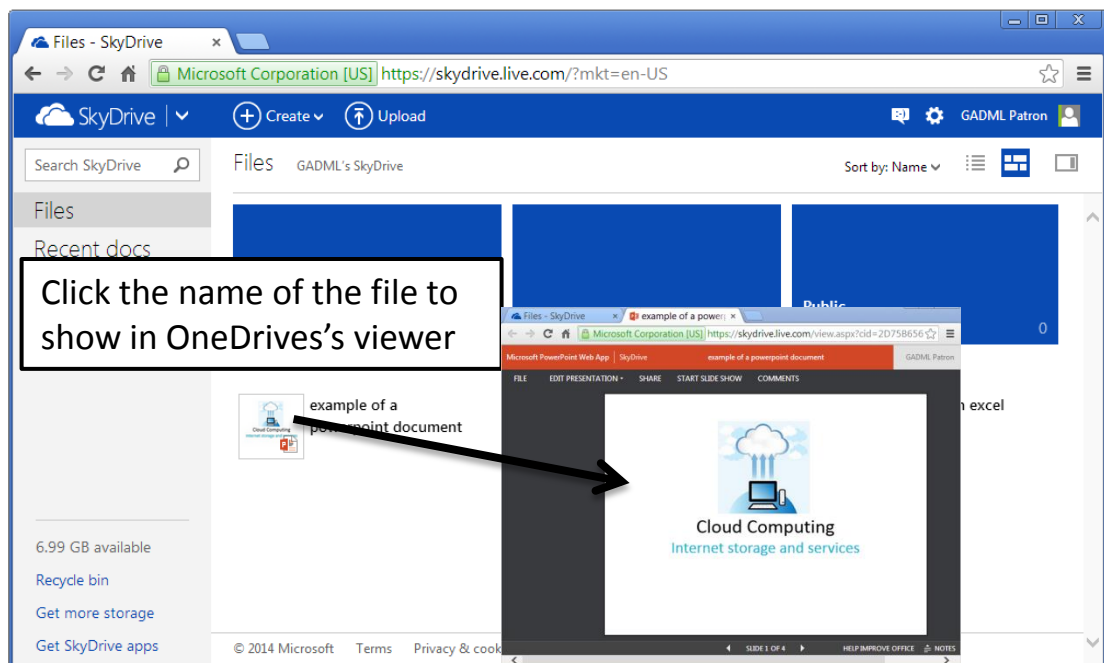 Files - SkyDrive
Microsoft Corporation [US] https://skydrive.live.com/?mkt=en-US
SkyDrive
Create
Upload
GADML Patron
Search SkyDrive
Files GADML's SkyDrive
Sort by: Name
Files
Recent docs
Click the name of the file to
show in OneDrives's viewer
Public
0
example of a
powerpoint document
n excel
Cloud Computing
Files - SkyDrive
example of a power
Microsoft Corporation [US] https://skydrive.live.com/view.aspx?cid=2D758656
Microsoft PowerPoint Web App SkyDrive example of a powerpoint document GADML Patron
FILE EDIT PRESENTATION SHARE START SLIDE SHOW COMMENTS
Cloud Computing
Internet storage and services
SLIDE 1 OF 4 HELP IMPROVE OFFICE NOTES
6.99 GB available
Recycle bin
Get more storage
Get SkyDrive apps
© 2014 Microsoft Terms Privacy & cook